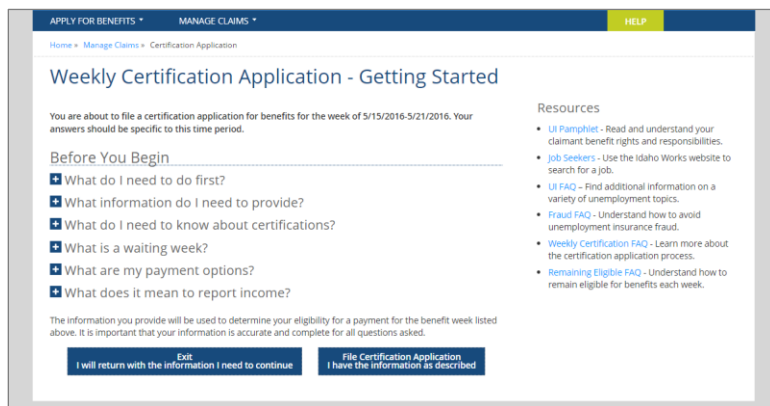 APPLY FOR BENEFITS MANAGE CLAIMS HELP
Home » Manage Claims » Certification Application
Weekly Certification Application - Getting Started
You are about to file a certification application for benefits for the week of 5/15/2016-5/21/2016. Your
answers should be specific to this time period.
Before You Begin
What do I need to do first?
What information do I need to provide?
What do I need to know about certifications?
What is a waiting week?
What are my payment options?
What does it mean to report income?
The information you provide will be used to determine your eligibility for a payment for the benefit week listed
above. It is important that your information is accurate and complete for all questions asked.
Exit
I will return with the information I need to continue
File Certification Application
I have the information as described
Resources
UI Pamphlet - Read and understand your
claimant benefit rights and responsibilities.
Job Seekers - Use the Idaho Works website to
search for a job.
UI FAQ – Find additional information on a
variety of unemployment topics.
Fraud FAQ - Understand how to avoid
unemployment insurance fraud.
Weekly Certification FAQ - Learn more about
the certification application process.
Remaining Eligible FAQ - Understand how to
remain eligible for benefits each week.